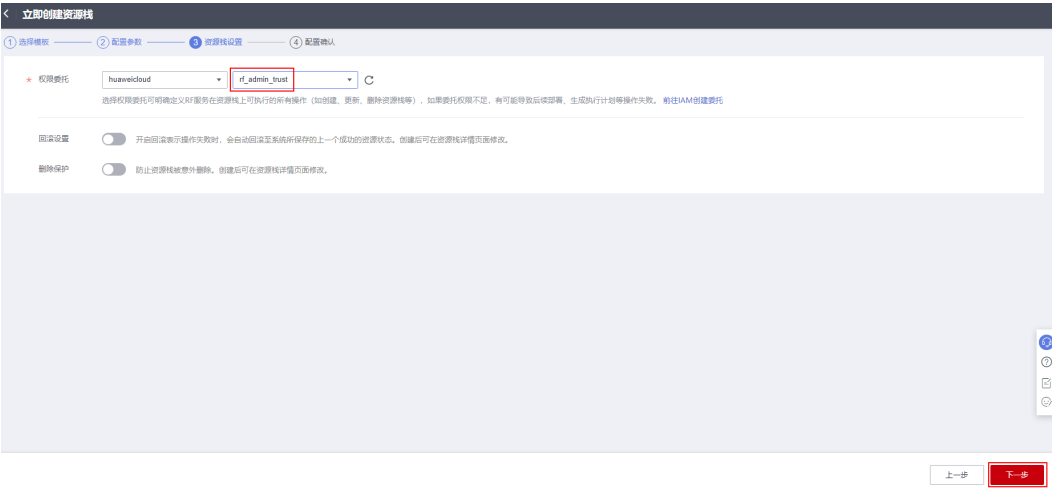 立即创建资源栈
1 选择模板 2 配置参数 3 资源栈设置 4 配置确认
* 权限委托 huaweicloud rf_admin_trust
选择权限委托可明确定义RF服务在资源栈上可执行的所有操作（如创建、更新、删除资源栈等），如果委托权限不足，有可能导致后续部署、生成执行计划等操作失败。 前往IAM创建委托
回滚设置 开启回滚表示操作失败时，会自动回滚至系统所保存的上一个成功的资源状态。创建后可在资源栈详情页面修改。
删除保护 防止资源栈被意外删除。创建后可在资源栈详情页面修改。
上一步 下一步